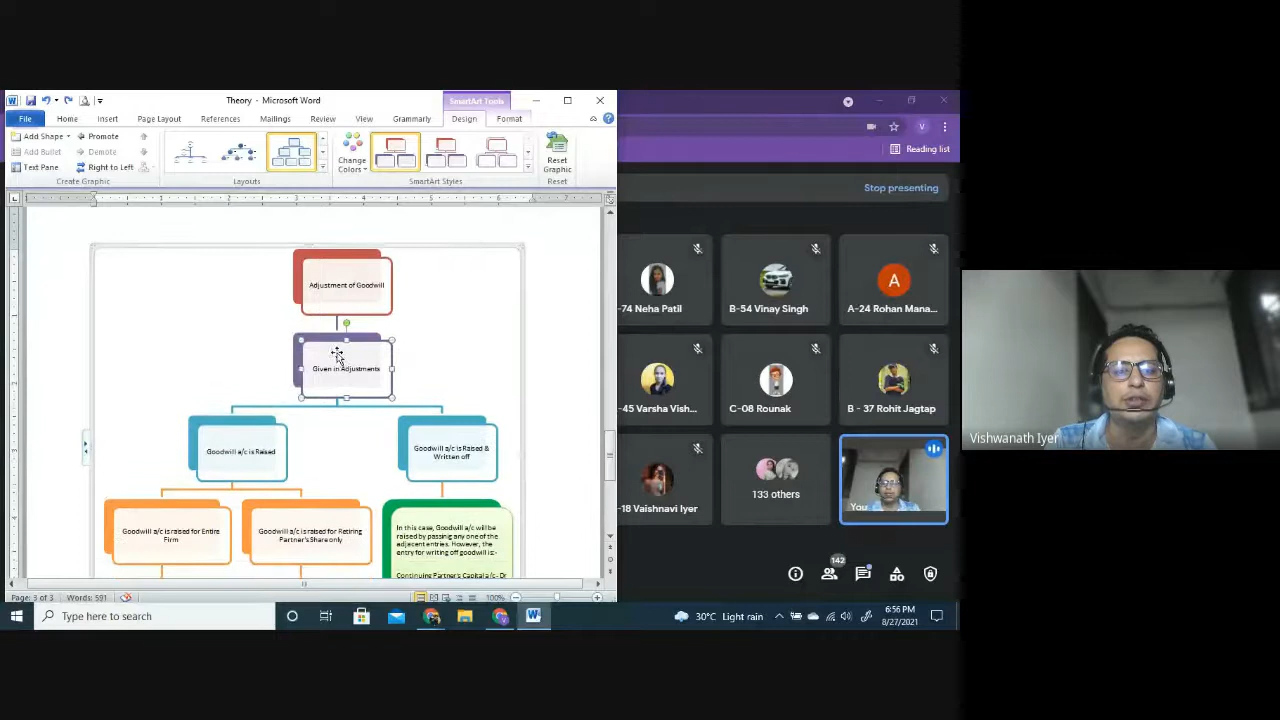 Theory - Microsoft Word
SmartArt Tools
File
Home
Insert
Page Layout
References
Mailings
Review
View
Grammarly
Design
Format
Add Shape
Promote
Add Bullet
Demote
Text Pane
Right to Left
Create Graphic
Layouts
Change
Colors
SmartArt Styles
Reset
Graphic
Reset
Adjustment of Goodwill
Given in Adjustments
Goodwill a/c is Raised
Goodwill a/c is Raised &
Written off
Goodwill a/c is raised for Entire
Firm
Goodwill a/c is raised for Retiring
Partner's Share only
In this case, Goodwill a/c will be
raised by passing any one of the
adjacent entries. However, the
entry for writing off goodwill is:-
Continuing Partner's Capital a/c- Dr
Page: 3 of 3
Words: 591
100%
V
Reading list
Stop presenting
-74 Neha Patil
B-54 Vinay Singh
A
A-24 Rohan Mana...
-45 Varsha Vish...
C-08 Rounak
B - 37 Rohit Jagtap
-18 Vaishnavi Iyer
133 others
You
142
Vishwanath Iyer
Type here to search
30°C Light rain
6:56 PM
8/27/2021